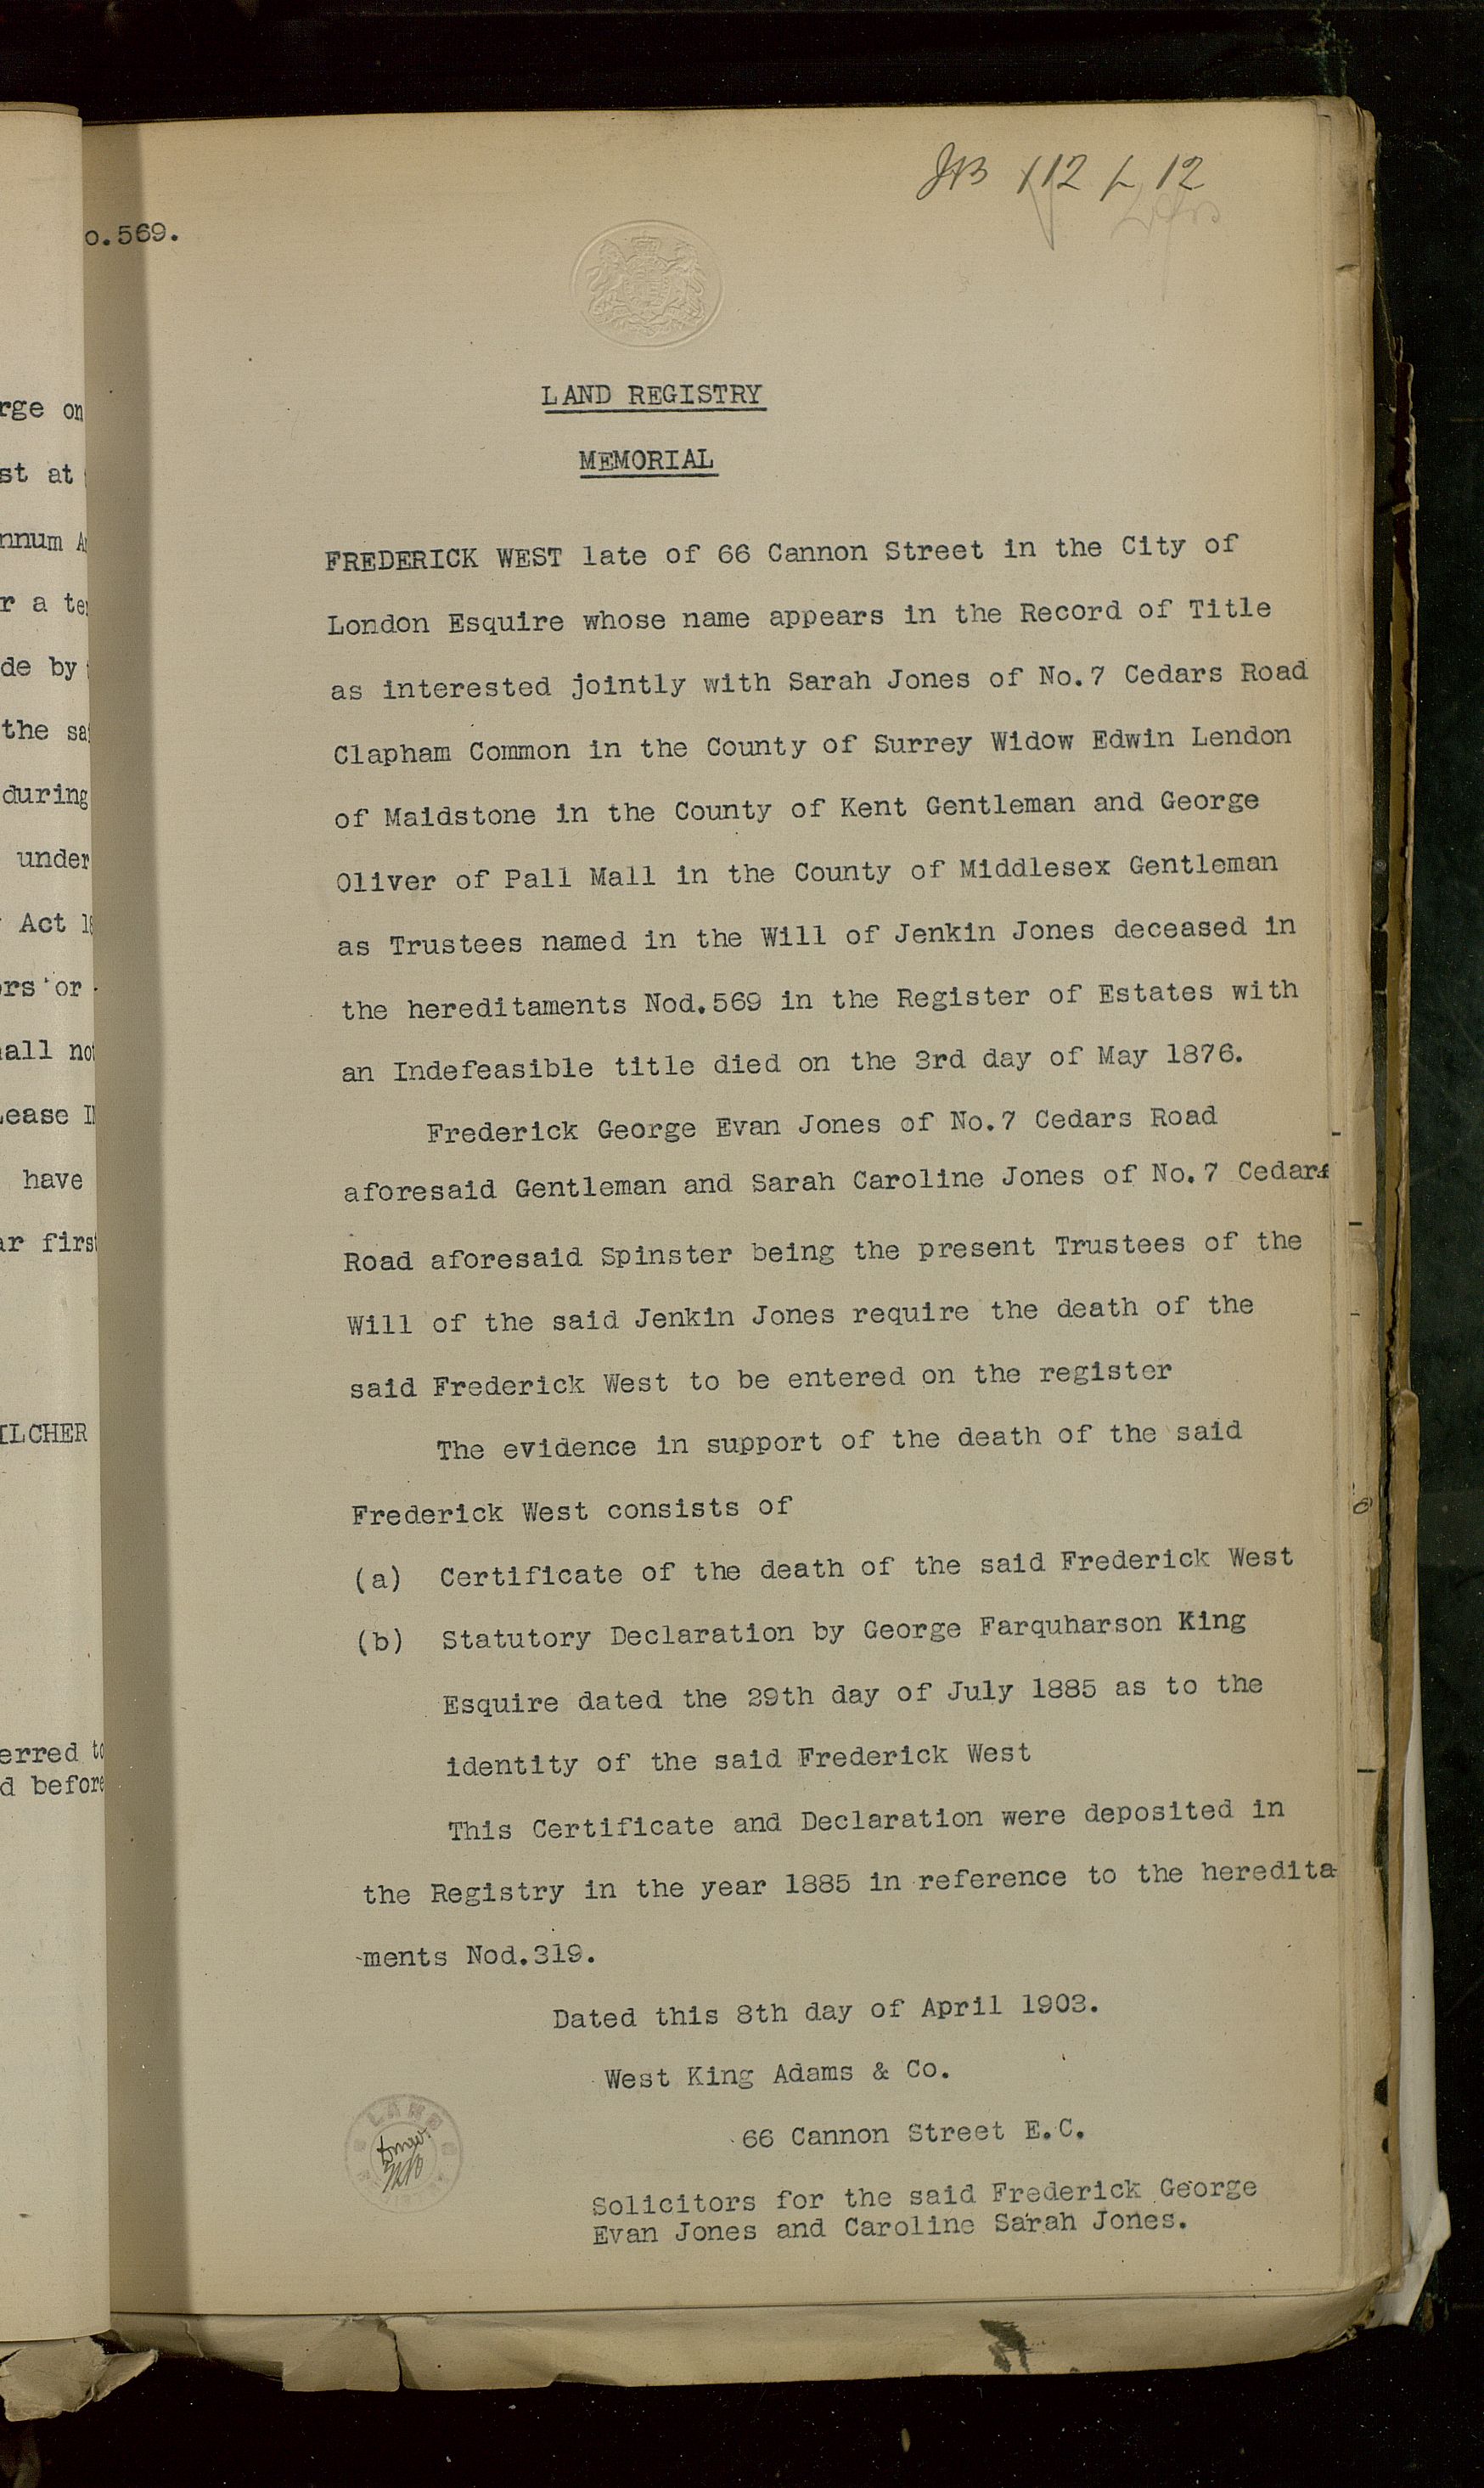 JB 112 L 12
o.569.
LAND REGISTRY
MEMORIAL
FREDERICK WEST late of 66 Cannon Street in the City of
London Esquire whose name appears in the Record of Title
as interested jointly with Sarah Jones of No.7 Cedars Road
Clapham Common in the County of Surrey Widow Edwin Lendon
of Maidstone in the County of Kent Gentleman and George
Oliver of Pall Mall in the County of Middlesex Gentleman
as Trustees named in the Will of Jenkin Jones deceased in
the hereditaments Nod.569 in the Register of Estates with
an Indefeasible title died on the 3rd day of May 1876.
Frederick George Evan Jones of No.7 Cedars Road
aforesaid Gentleman and Sarah Caroline Jones of No.7 Cedars
Road aforesaid Spinster being the present Trustees of the
Will of the said Jenkin Jones require the death of the
said Frederick West to be entered on the register
The evidence in support of the death of the said
Frederick West consists of
(a) Certificate of the death of the said Frederick West
(b) Statutory Declaration by George Farquharson King
Esquire dated the 29th day of July 1885 as to the
identity of the said Frederick West
This Certificate and Declaration were deposited in
the Registry in the year 1885 in reference to the heredita-
-ments Nod.319.
Dated this 8th day of April 1903.
West King Adams & Co.
66 Cannon Street E.C.
Solicitors for the said Frederick George
Evan Jones and Caroline Sarah Jones.
LAND
rge on
st at
nnum
r a
de by
the
during
under
Act
ors or
all
ease
have
ar first
ILCHER
erred to
d before